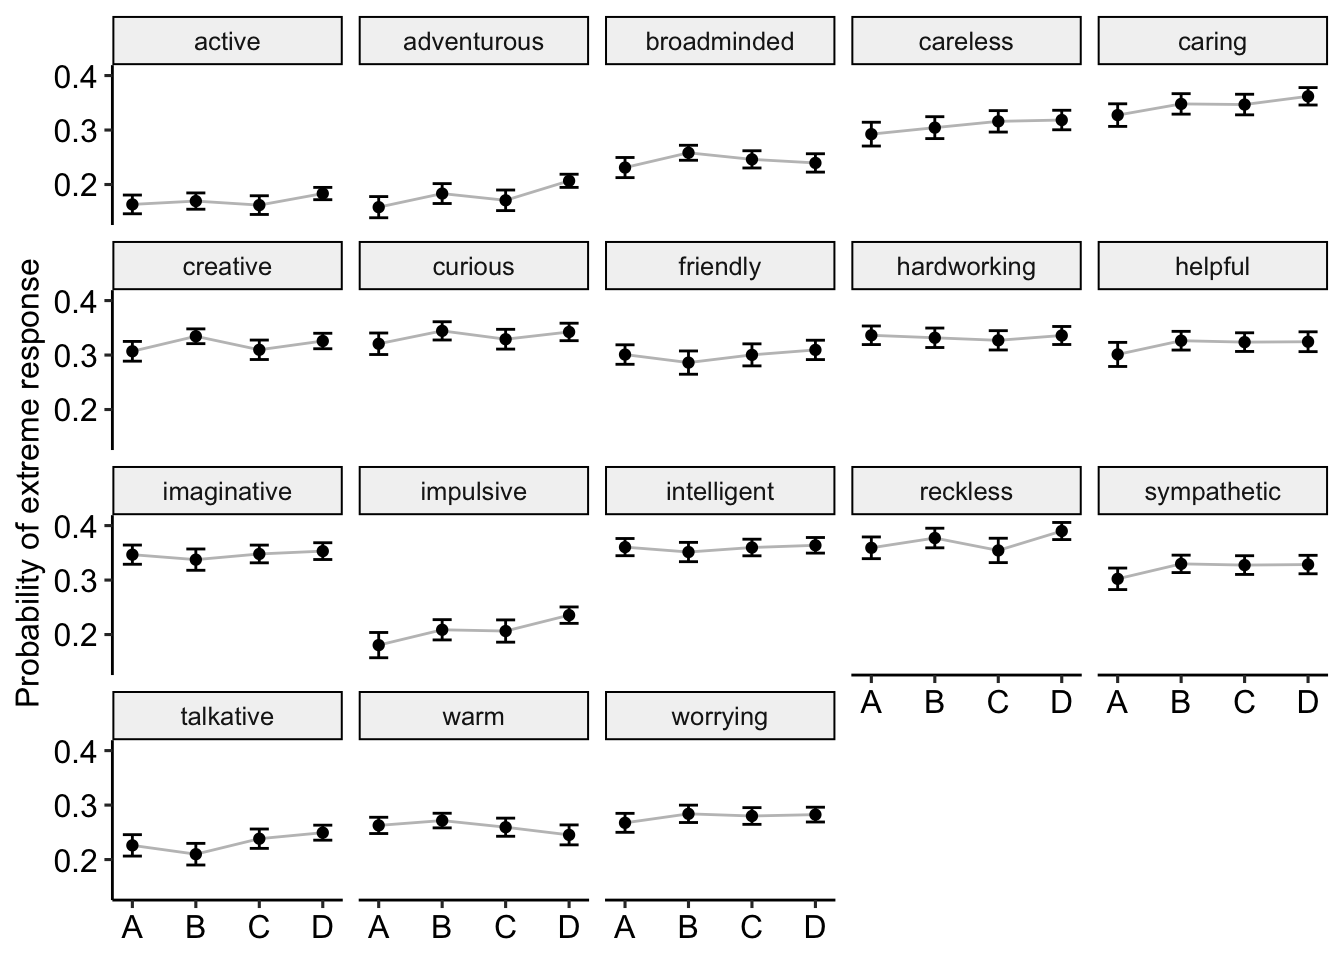 active adventurous broadminded careless caring
0.4
0.3
0.2
creative curious friendly hardworking helpful
0.4
0.3
0.2
Probability of extreme response
imaginative impulsive intelligent reckless sympathetic
0.4
0.3
0.2
A B C D A B C D
talkative warm worrying
0.4
0.3
0.2
A B C D A B C D A B C D